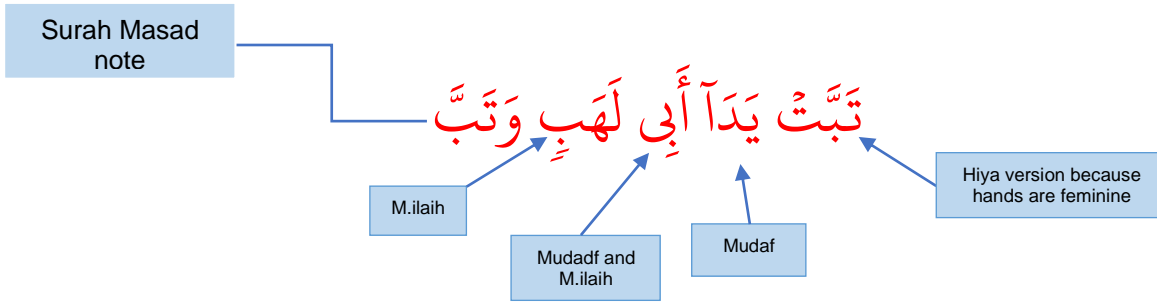 Surah Masad
note
تَبَّتْ يَدَآ أَبِى لَهَبٍ وَتَبَّ
Hiya version because
hands are feminine
M.ilaih
Mudadf and
M.ilaih
Mudaf